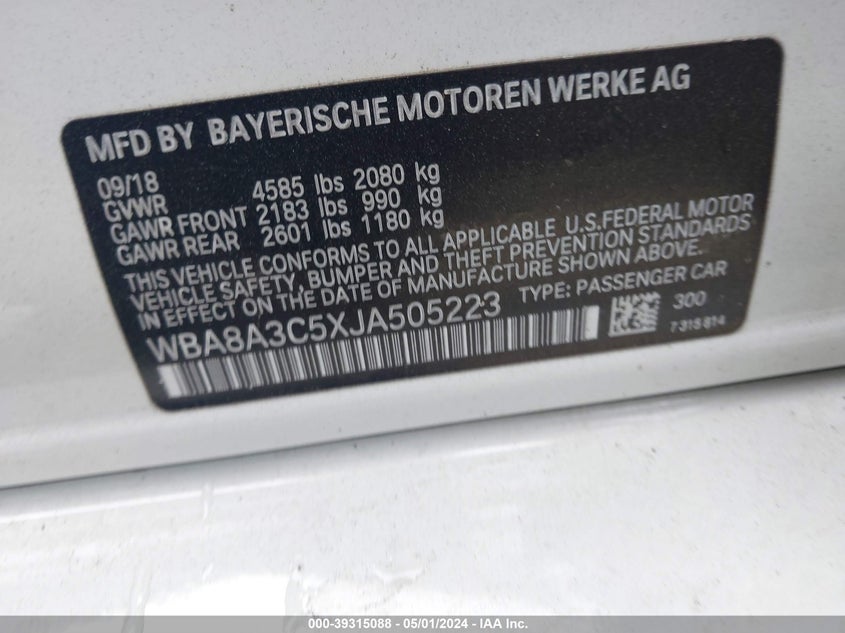 MFD BY BAYERISCHE MOTOREN WERKE AG
09/18 4585 lbs 2080 kg
GVWR 2183 lbs 990 kg
GAWR FRONT 2601 lbs 1180 kg
GAWR REAR
THIS VEHICLE CONFORMS TO ALL APPLICABLE U.S.FEDERAL MOTOR
VEHICLE SAFETY, BUMPER AND THEFT PREVENTION STANDARDS
IN EFFECT ON THE DATE OF MANUFACTURE SHOWN ABOVE.
WBA8A3C5XJA505223 TYPE: PASSENGER CAR
300
7 318 814
000-39315088 - 05/01/2024 - IAA Inc.